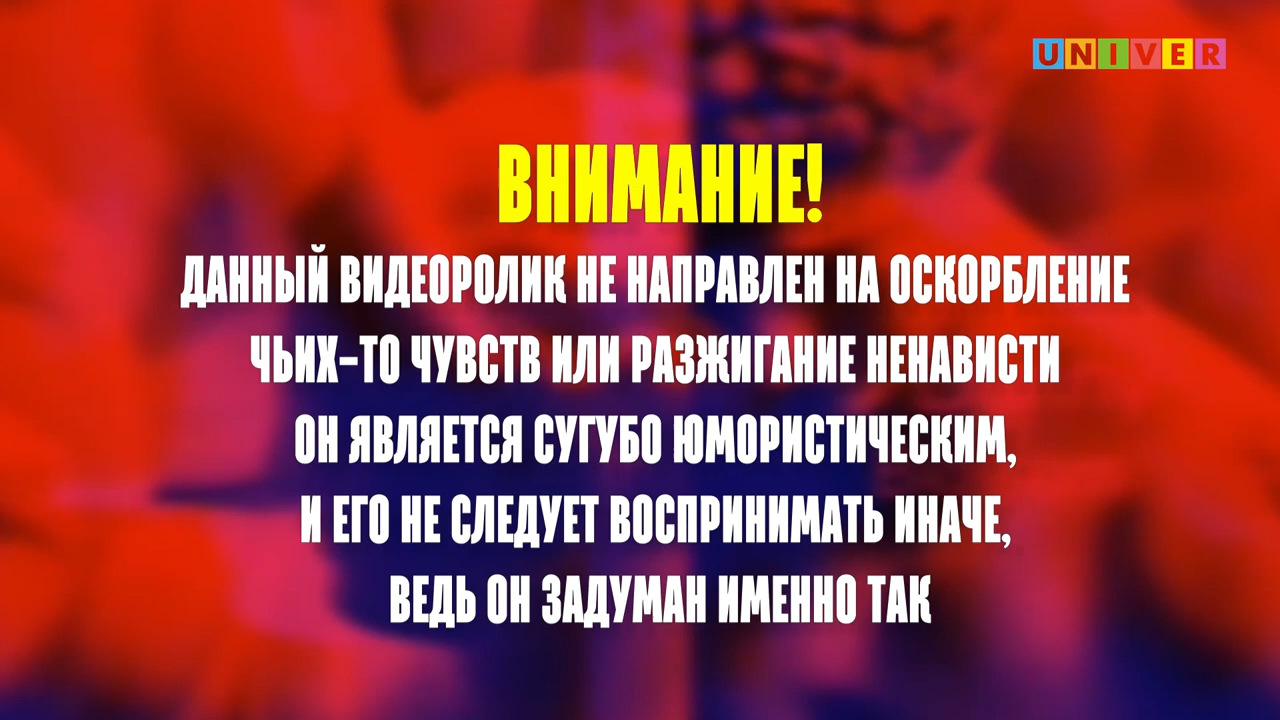 UNIVER
ВНИМАНИЕ!
ДАННЫЙ ВИДЕОРОЛИК НЕ НАПРАВЛЕН НА ОСКОРБЛЕНИЕ
ЧЬИХ-ТО ЧУВСТВ ИЛИ РАЗЖИГАНИЕ НЕНАВИСТИ
ОН ЯВЛЯЕТСЯ СУГУБО ЮМОРИСТИЧЕСКИМ,
И ЕГО НЕ СЛЕДУЕТ ВОСПРИНИМАТЬ ИНАЧЕ,
ВЕДЬ ОН ЗАДУМАН ИМЕННО ТАК